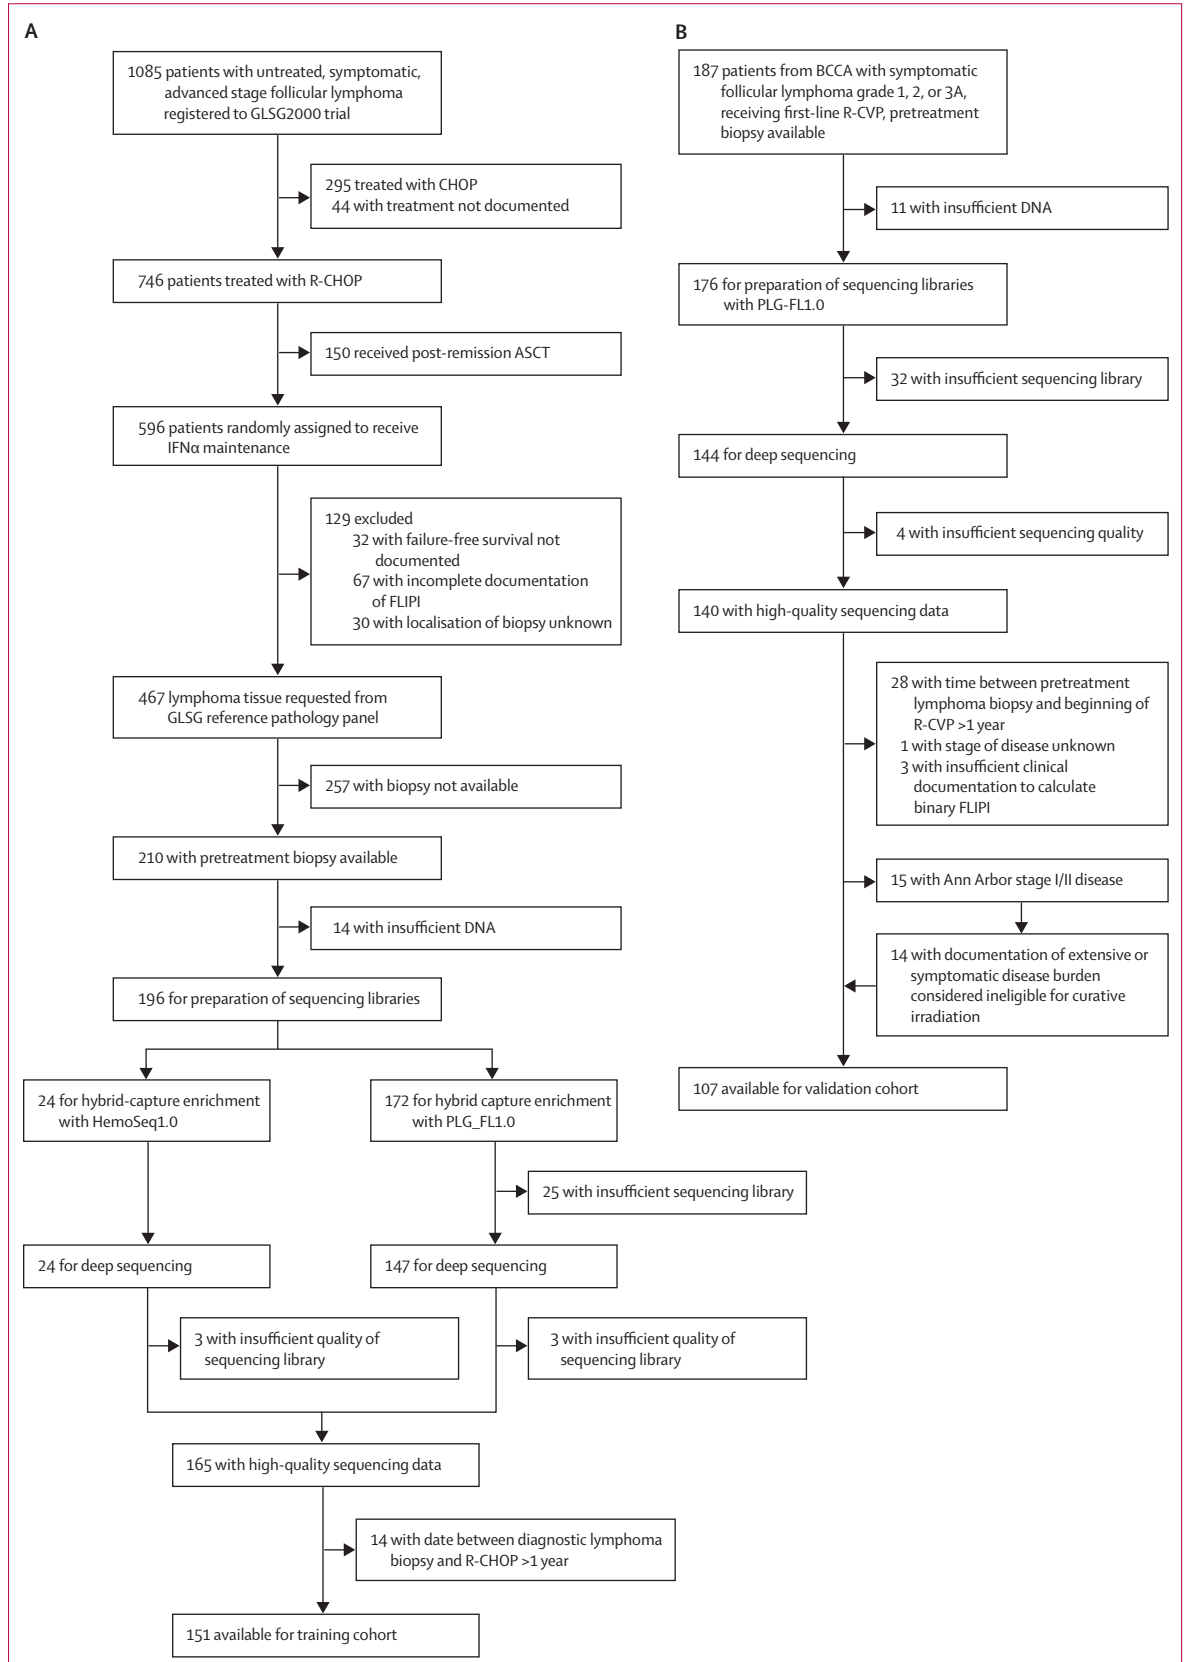 A
1085 patients with untreated, symptomatic,
advanced stage follicular lymphoma
registered to GLSG2000 trial
295 treated with CHOP
44 with treatment not documented
746 patients treated with R-CHOP
150 received post-remission ASCT
596 patients randomly assigned to receive
IFNα maintenance
129 excluded
32 with failure-free survival not
documented
67 with incomplete documentation
of FLIPI
30 with localisation of biopsy unknown
467 lymphoma tissue requested from
GLSG reference pathology panel
257 with biopsy not available
210 with pretreatment biopsy available
14 with insufficient DNA
196 for preparation of sequencing libraries
24 for hybrid-capture enrichment
with HemoSeq1.0
172 for hybrid capture enrichment
with PLG_FL1.0
25 with insufficient sequencing library
24 for deep sequencing
147 for deep sequencing
3 with insufficient quality of
sequencing library
3 with insufficient quality of
sequencing library
165 with high-quality sequencing data
14 with date between diagnostic lymphoma
biopsy and R-CHOP >1 year
151 available for training cohort
B
187 patients from BCCA with symptomatic
follicular lymphoma grade 1, 2, or 3A,
receiving first-line R-CVP, pretreatment
biopsy available
11 with insufficient DNA
176 for preparation of sequencing libraries
with PLG-FL1.0
32 with insufficient sequencing library
144 for deep sequencing
4 with insufficient sequencing quality
140 with high-quality sequencing data
28 with time between pretreatment
lymphoma biopsy and beginning of
R-CVP >1 year
1 with stage of disease unknown
3 with insufficient clinical
documentation to calculate
binary FLIPI
15 with Ann Arbor stage I/II disease
14 with documentation of extensive or
symptomatic disease burden
considered ineligible for curative
irradiation
107 available for validation cohort